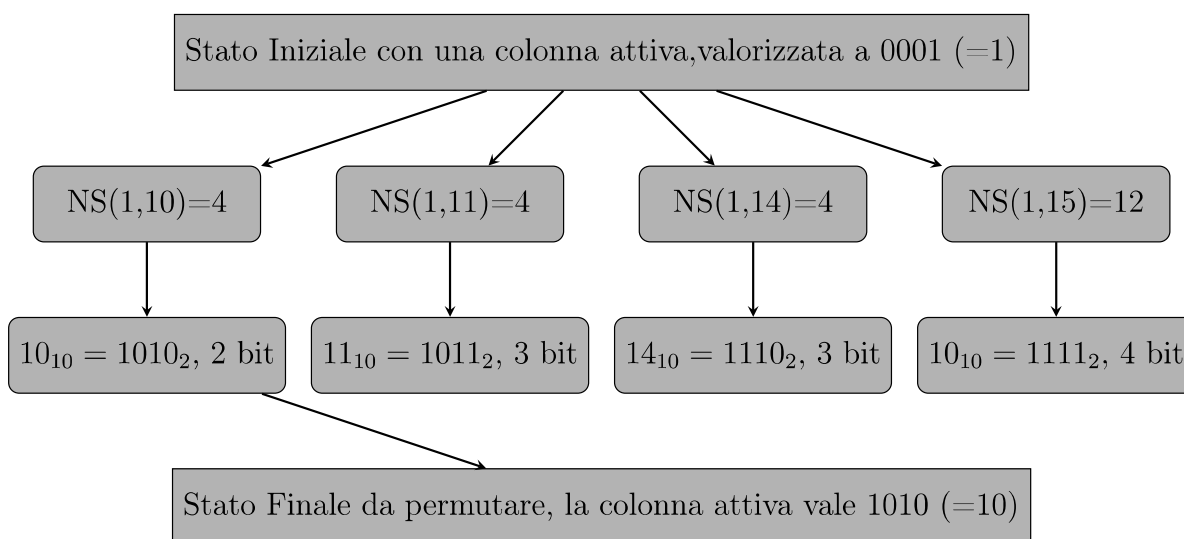 Stato Iniziale con una colonna attiva,valorizzata a 0001 (=1)
NS(1,10)=4
NS(1,11)=4
NS(1,14)=4
NS(1,15)=12
10₁₀ = 1010₂, 2 bit
11₁₀ = 1011₂, 3 bit
14₁₀ = 1110₂, 3 bit
10₁₀ = 1111₂, 4 bit
Stato Finale da permutare, la colonna attiva vale 1010 (=10)